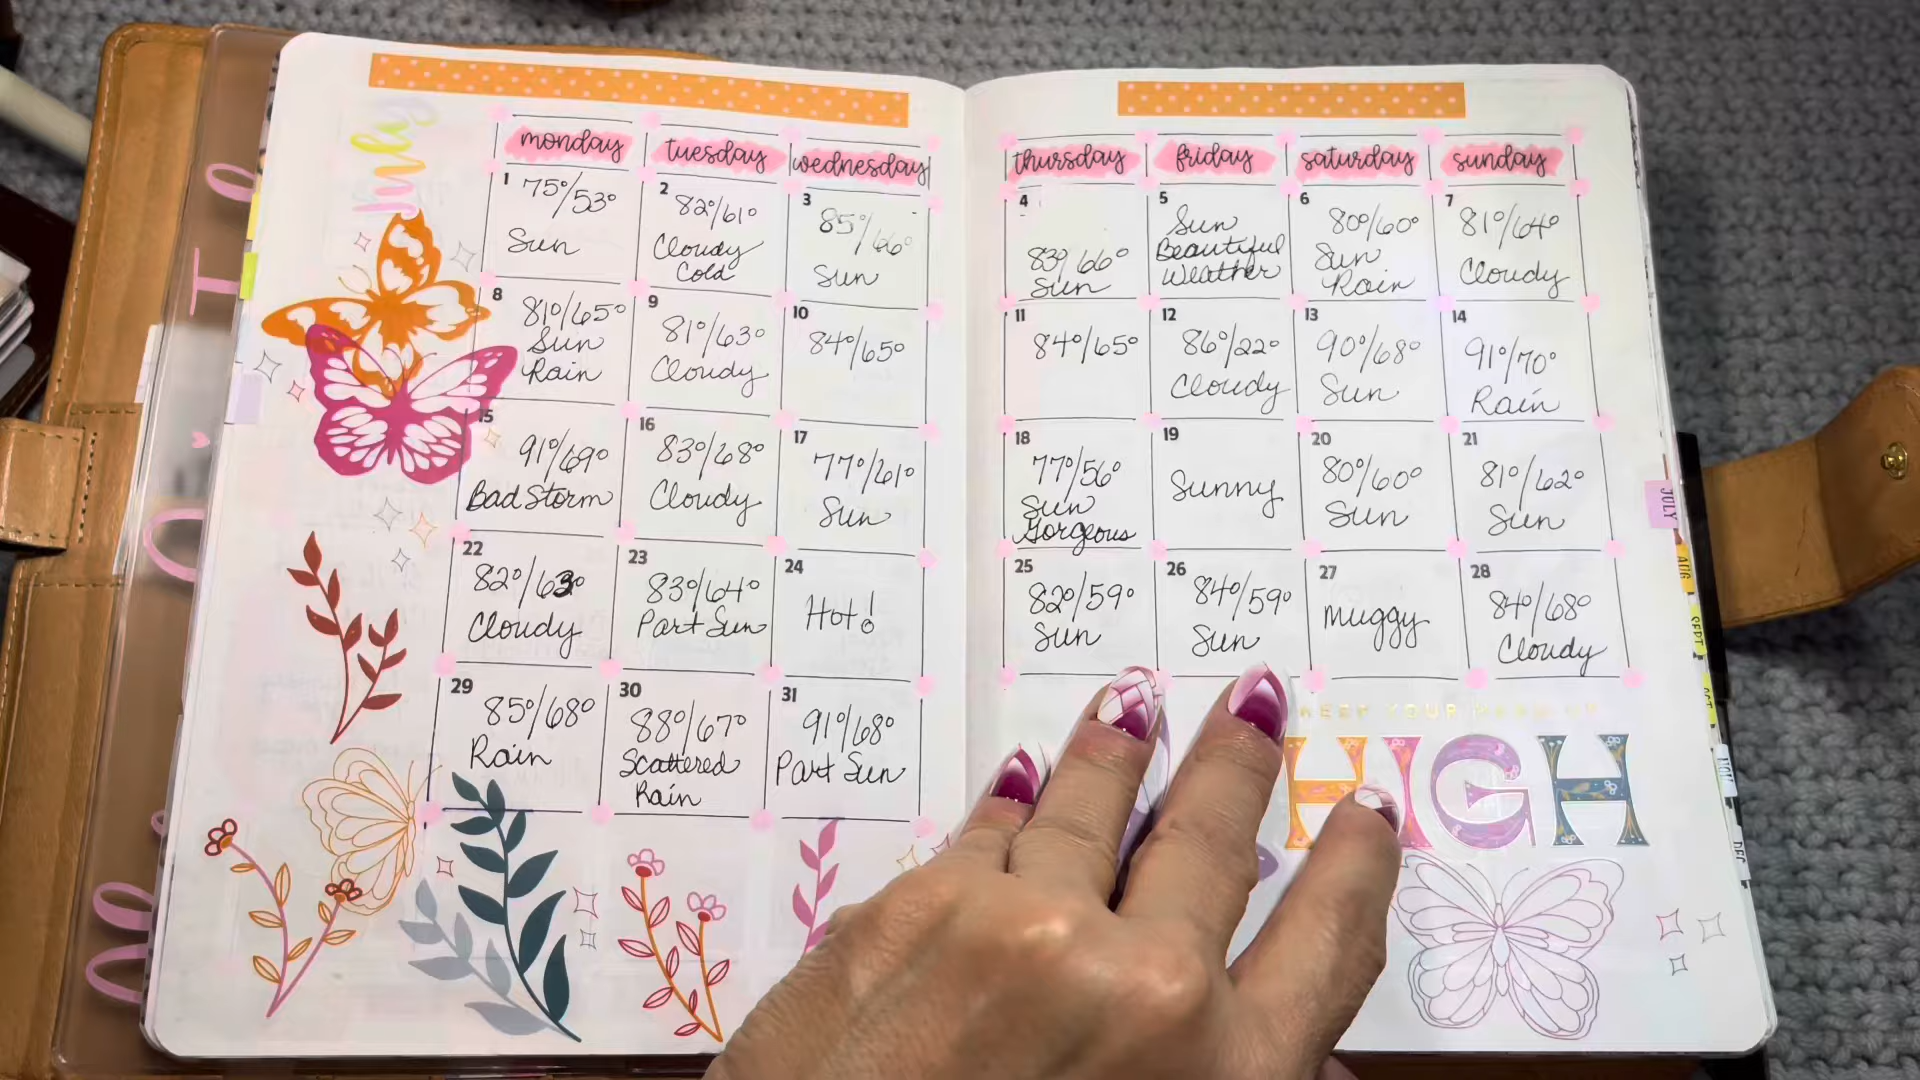 July
monday tuesday wednesday thursday friday saturday sunday
1
75°/53°
Sun
2
82°/61°
Cloudy
Cold
3
85°/66°
Sun
4
83°/66°
Sun
5
Sun
Beautiful
Weather
6
80°/60°
Sun
Rain
7
81°/64°
Cloudy
8
81°/65°
Sun
Rain
9
81°/63°
Cloudy
10
84°/65°
11
84°/65°
12
86°/22°
Cloudy
13
90°/68°
Sun
14
91°/70°
Rain
15
91°/69°
Bad Storm
16
83°/68°
Cloudy
17
77°/61°
Sun
18
77°/56°
Sun
Gorgeous
19
Sunny
20
80°/60°
Sun
21
81°/62°
Sun
22
82°/63°
Cloudy
23
83°/64°
Part Sun
24
Hot!
25
82°/59°
Sun
26
84°/59°
Sun
27
Muggy
28
84°/68°
Cloudy
29
85°/68°
Rain
30
88°/67°
Scattered
Rain
31
91°/68°
Part Sun
KEEP YOUR
HIGH
JULY
AUG
SEPT
OCT
NOV
DEC